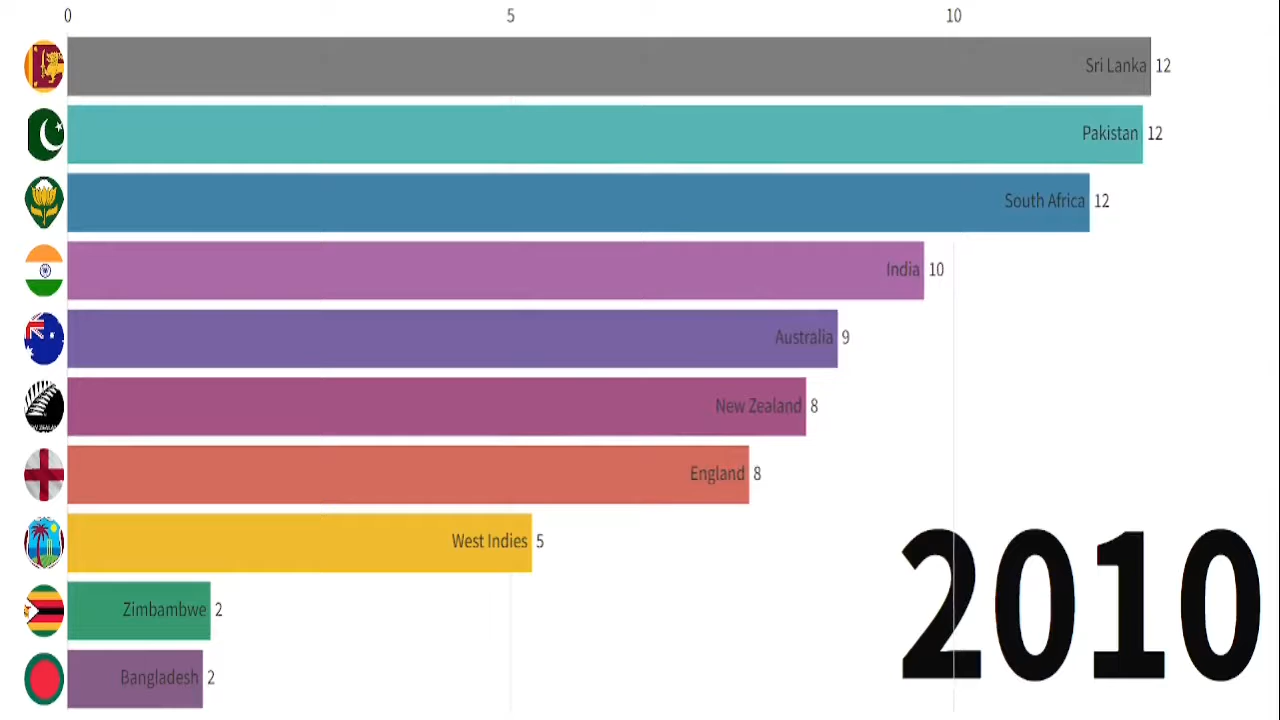 0 5 10
Sri Lanka 12
Pakistan 12
South Africa 12
India 10
Australia 9
New Zealand 8
England 8
West Indies 5
Zimbabwe 2
Bangladesh 2
2010